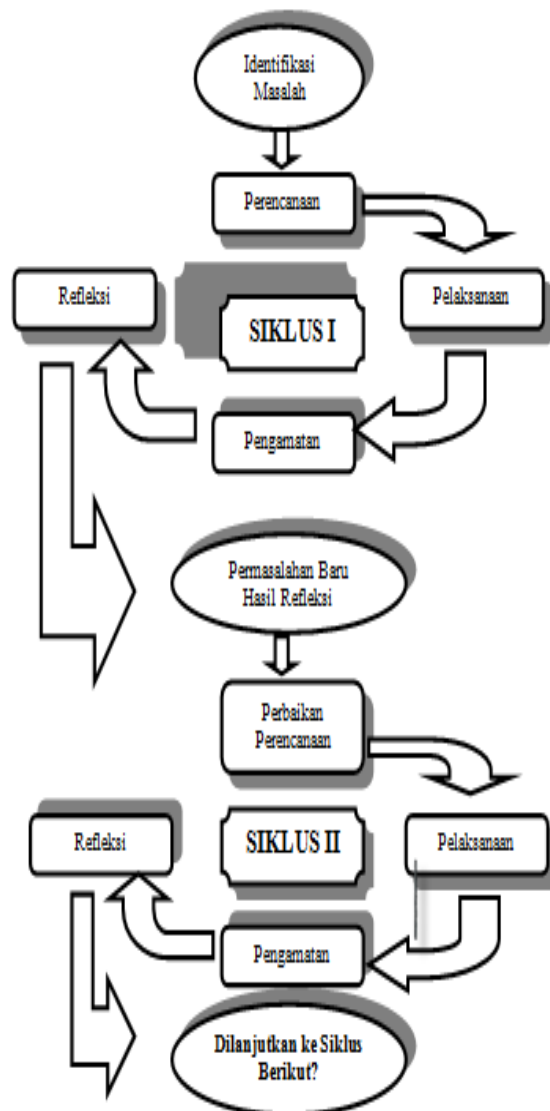 Identifikasi
Masalah
Perencanaan
Refleksi
Pelaksanaan
SIKLUS I
Pengamatan
Permasalahan Baru
Hasil Refleksi
Perbaikan
Perencanaan
Refleksi
SIKLUS II
Pelaksanaan
Pengamatan
Dilanjutkan ke Siklus
Berikut?